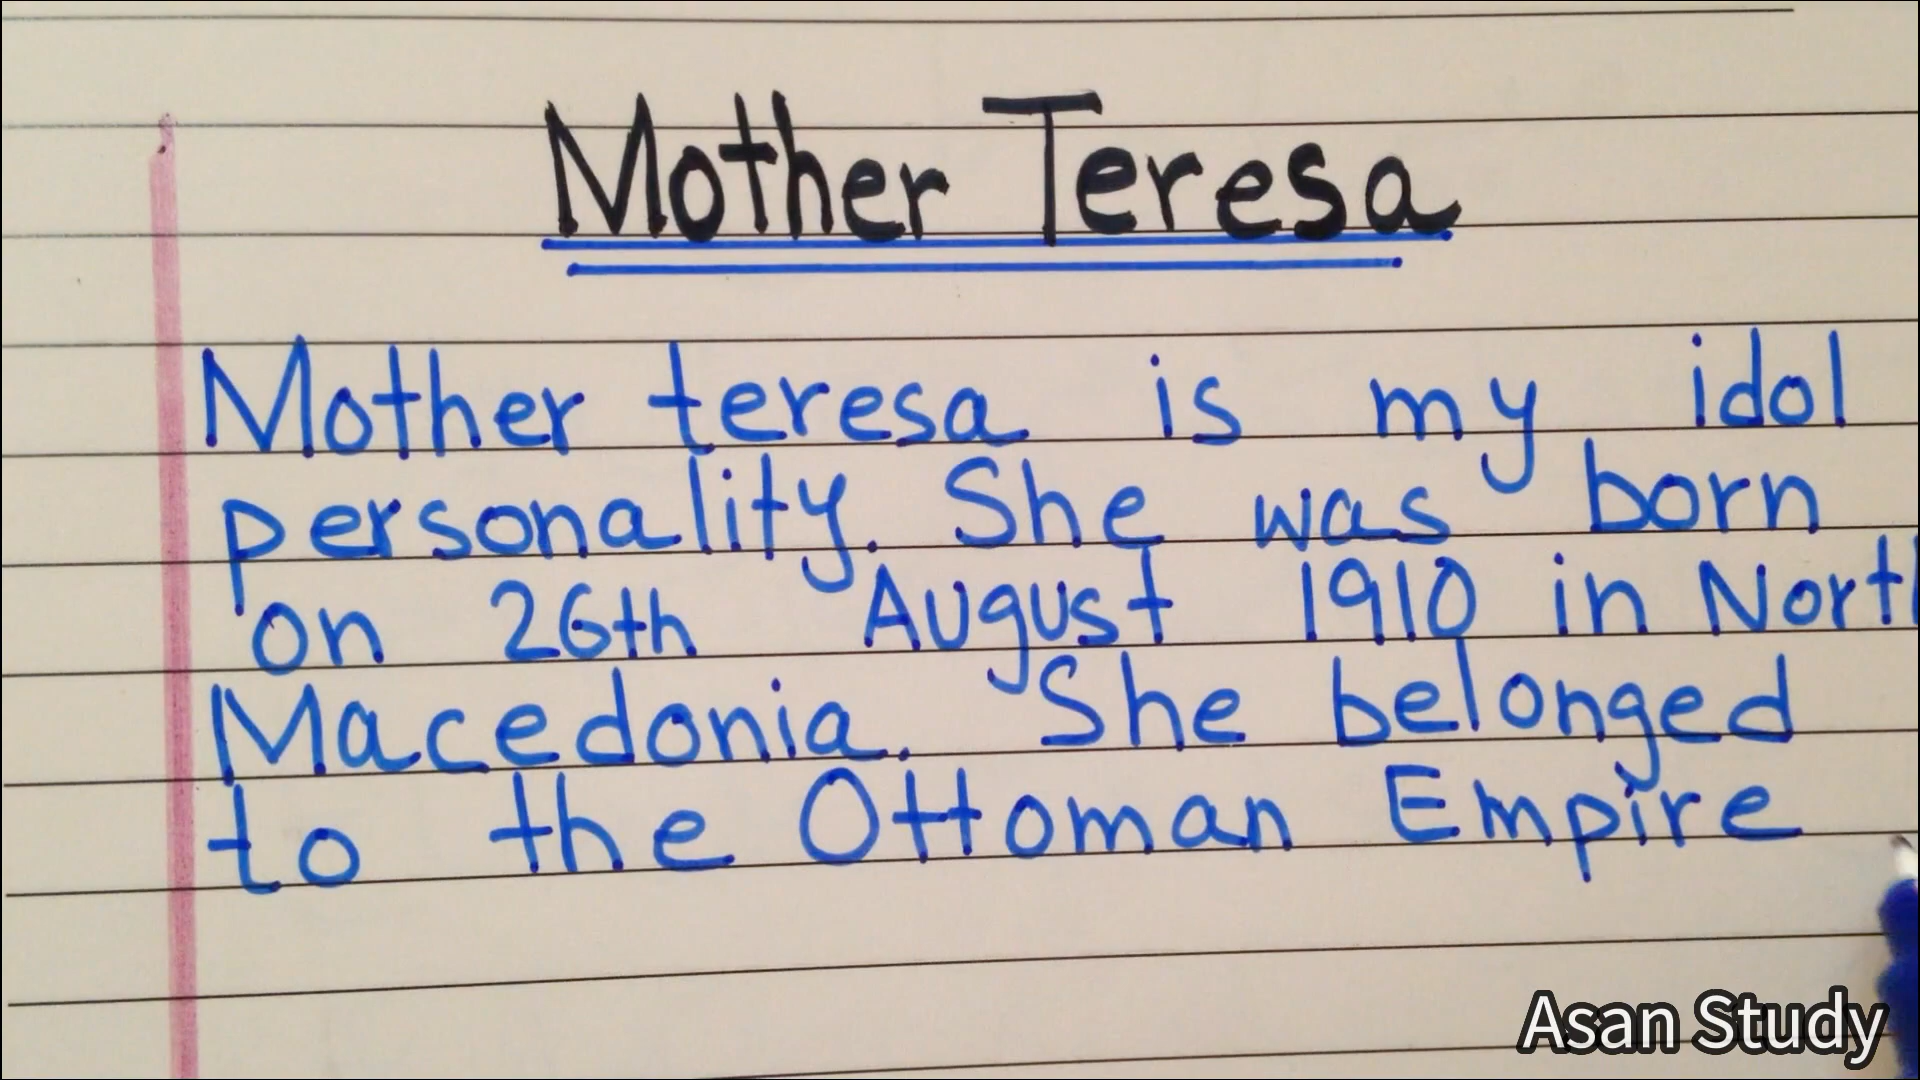 Mother Teresa
Mother teresa is my idol
personality. She was born
on 26th August 1910 in North
Macedonia. She belonged
to the Ottoman Empire
Asan Study